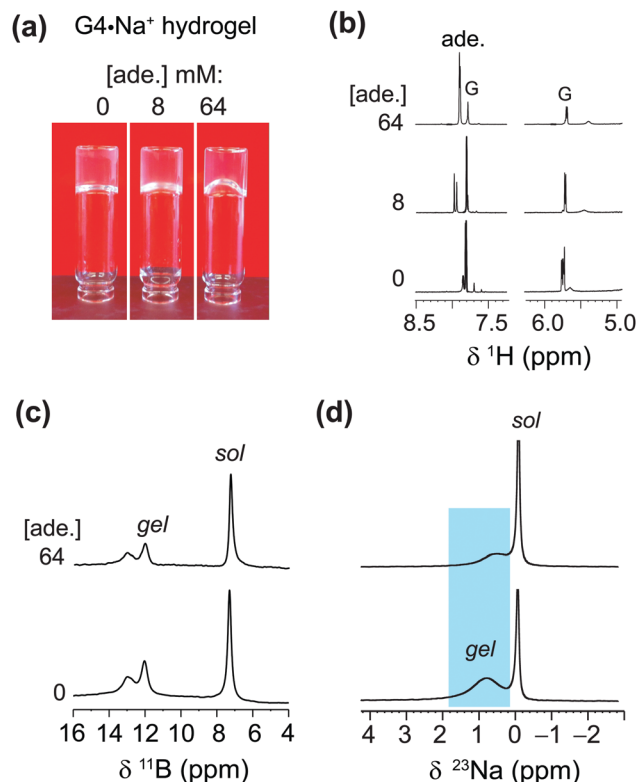 (a) G4•Na⁺ hydrogel
[ade.] mM:
0 8 64
(b)
ade.
G G
[ade.]
64
8
0
8.5 7.5 6.0 5.0
δ ¹H (ppm)
(c)
sol
[ade.]
gel
64
0
16 14 12 10 8 6 4
δ ¹¹B (ppm)
(d)
sol
gel
4 3 2 1 0 −1 −2
δ ²³Na (ppm)